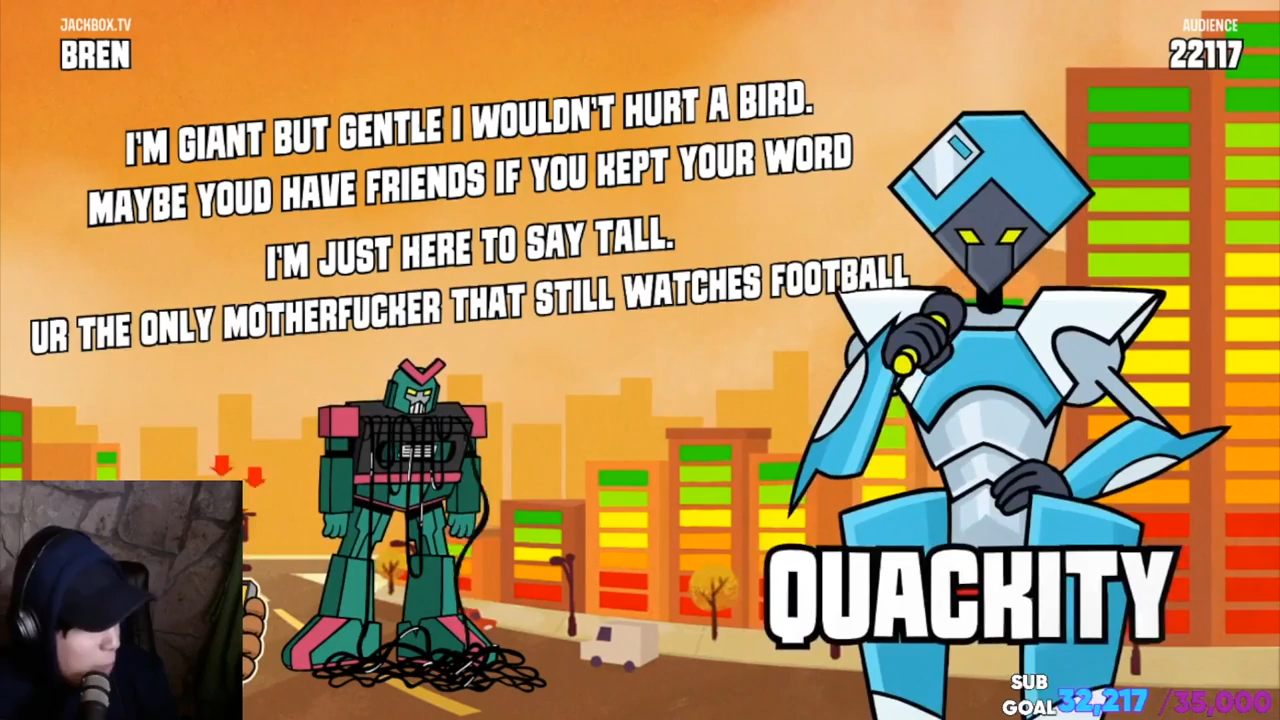 JACKBOX.TV
BREN
AUDIENCE
22117
I'M GIANT BUT GENTLE I WOULDN'T HURT A BIRD.
MAYBE YOUD HAVE FRIENDS IF YOU KEPT YOUR WORD
I'M JUST HERE TO SAY TALL.
UR THE ONLY MOTHERFUCKER THAT STILL WATCHES FOOTBALL
QUACKITY
SUB
GOAL 32,217 / 35,000